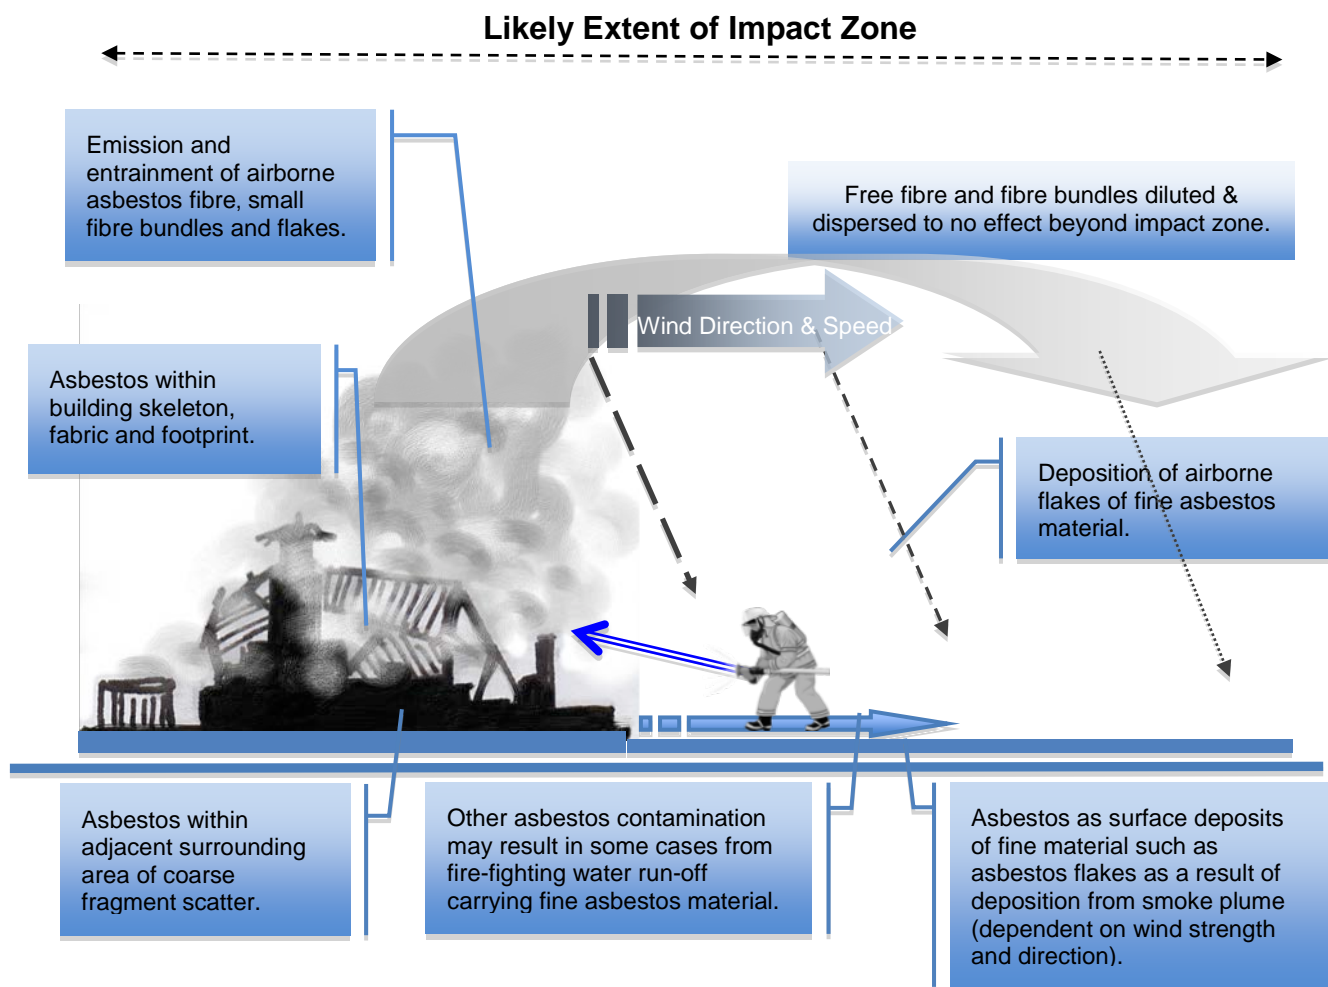 Likely Extent of Impact Zone
Emission and
entrainment of airborne
asbestos fibre, small
fibre bundles and flakes.
Free fibre and fibre bundles diluted &
dispersed to no effect beyond impact zone.
Wind Direction & Speed
Asbestos within
building skeleton,
fabric and footprint.
Deposition of airborne
flakes of fine asbestos
material.
Asbestos within
adjacent surrounding
area of coarse
fragment scatter.
Other asbestos contamination
may result in some cases from
fire-fighting water run-off
carrying fine asbestos material.
Asbestos as surface deposits
of fine material such as
asbestos flakes as a result of
deposition from smoke plume
(dependent on wind strength
and direction).